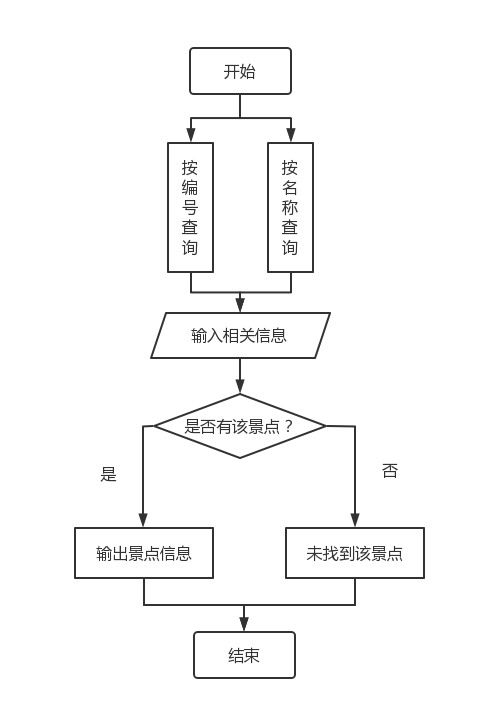 开始
按编号查询
按名称查询
输入相关信息
是否有该景点？
是
否
输出景点信息
未找到该景点
结束